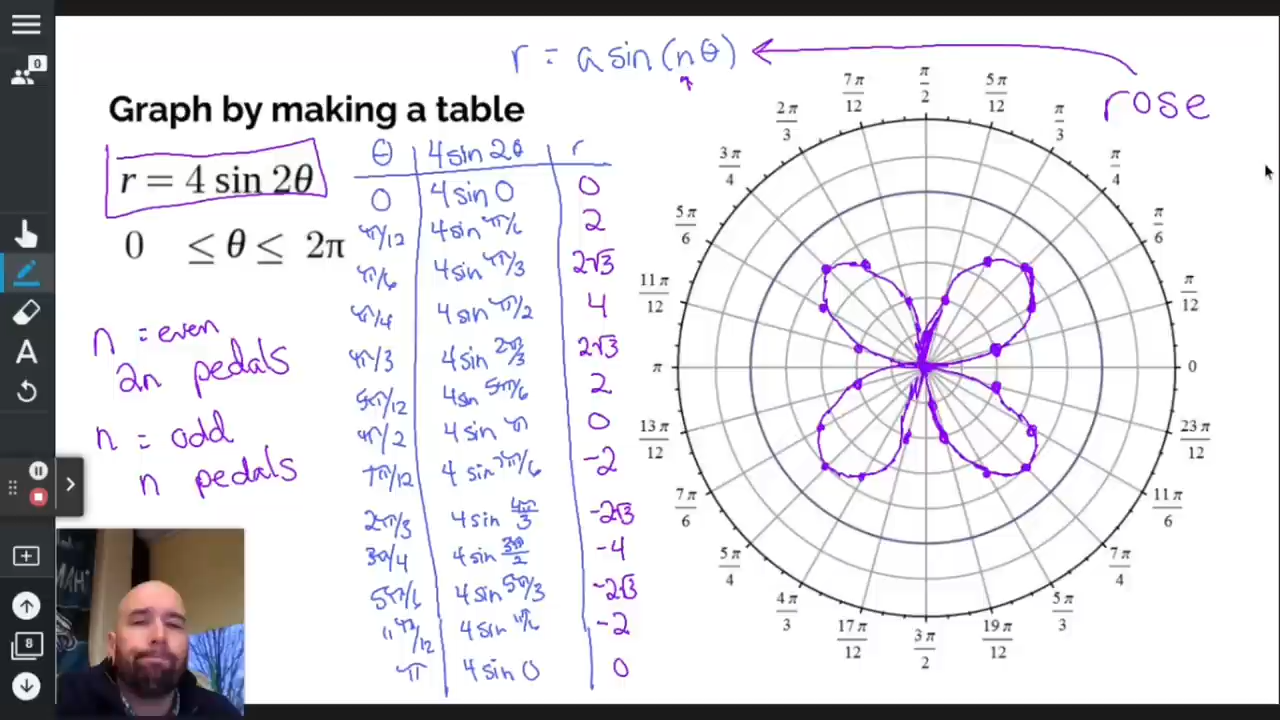 0
r = a sin (nθ)
rose
Graph by making a table
r = 4 sin 2θ
0 ≤ θ ≤ 2π
n = even
2n pedals
n = odd
n pedals
θ 4 sin 2θ r
0 4 sin 0 0
π/12 4 sin π/6 2
π/6 4 sin π/3 2√3
π/4 4 sin π/2 4
π/3 4 sin 2π/3 2√3
5π/12 4 sin 5π/6 2
π/2 4 sin π 0
7π/12 4 sin 7π/6 -2
2π/3 4 sin 4π/3 -2√3
3π/4 4 sin 3π/2 -4
5π/6 4 sin 5π/3 -2√3
11π/12 4 sin 11π/6 -2
π 4 sin 0 0
π/2
7π/12 5π/12
2π/3 π/3
3π/4 π/4
5π/6 π/6
11π/12 π/12
π 0
13π/12 23π/12
7π/6 11π/6
5π/4 7π/4
4π/3 5π/3
17π/12 19π/12
3π/2
A
8